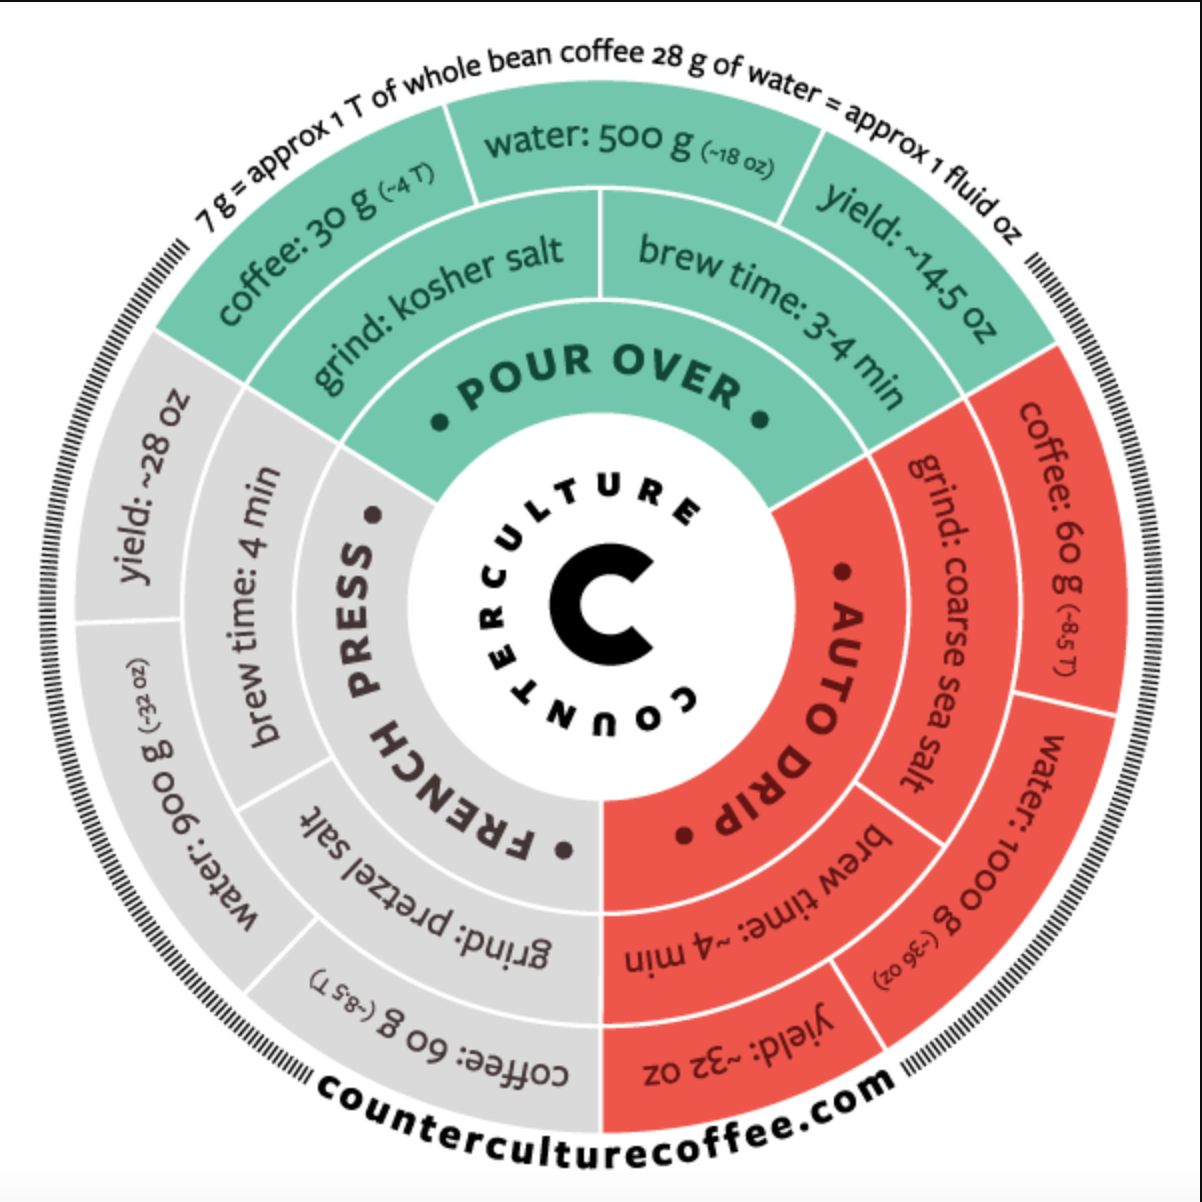 7 g = approx 1 T of whole bean coffee 28 g of water = approx 1 fluid oz
coffee: 30 g (~4 T)
water: 500 g (~18 oz)
yield: ~14.5 oz
grind: kosher salt
brew time: 3-4 min
• POUR OVER •
coffee: 60 g (~8.5 T)
water: 1000 g (~36 oz)
yield: ~32 oz
grind: coarse sea salt
brew time: ~4 min
• AUTO DRIP •
coffee: 60 g (~8.5 T)
water: 900 g (~32 oz)
yield: ~28 oz
grind: pretzel salt
brew time: 4 min
• FRENCH PRESS •
COUNTERCULTURE
C
counterculturecoffee.com